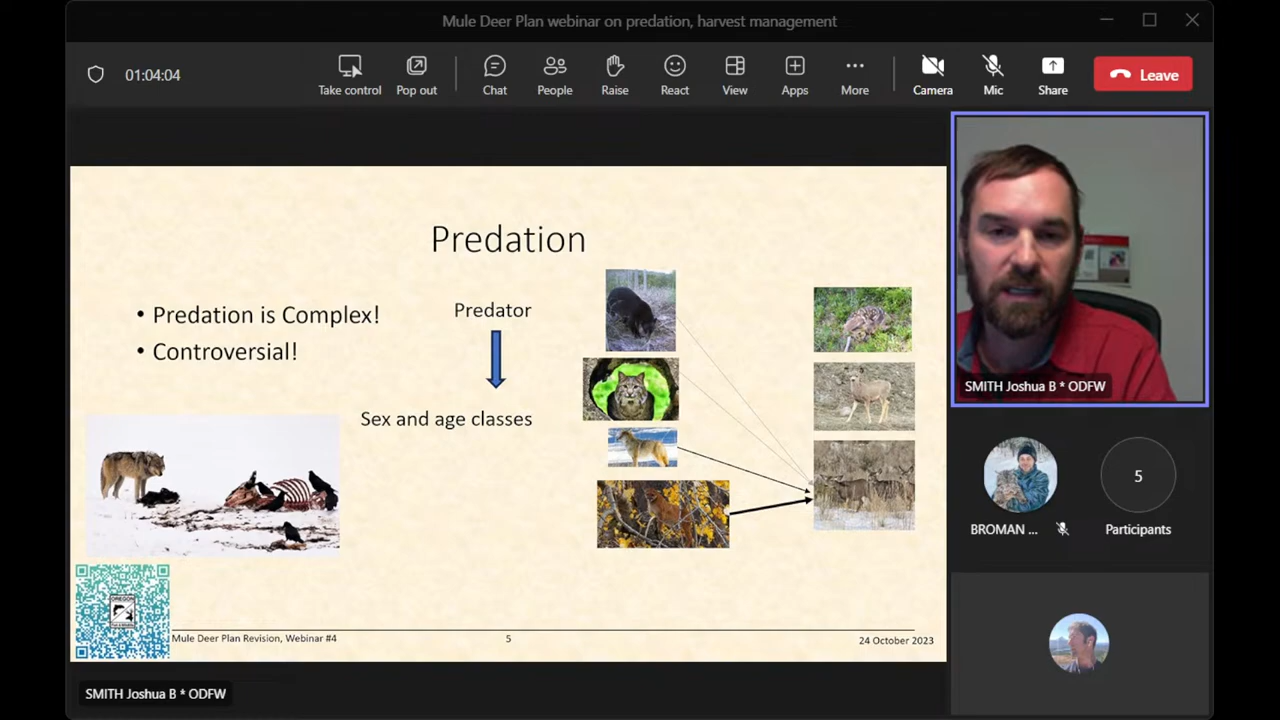 Mule Deer Plan webinar on predation, harvest management
01:04:04
Take control
Pop out
Chat
People
Raise
React
View
Apps
More
Camera
Mic
Share
Leave
Predation
• Predation is Complex!
• Controversial!
Predator
Sex and age classes
SMITH Joshua B * ODFW
BROMAN ...
5
Participants
OREGON
Mule Deer Plan Revision, Webinar #4
5
24 October 2023
SMITH Joshua B * ODFW